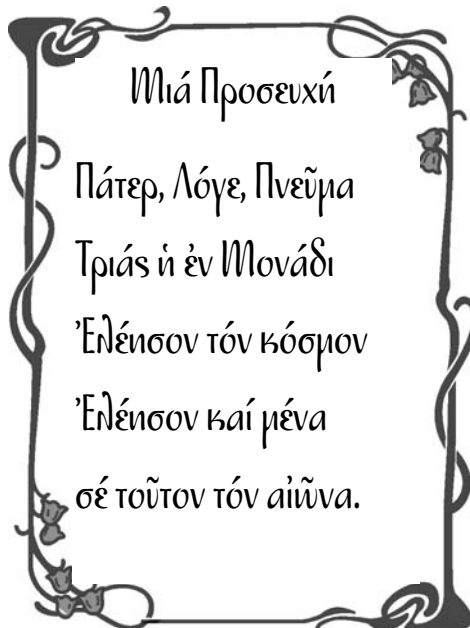 Μιά Προσευχή
Πάτερ, Λόγε, Πνεῦμα
Τριάς ἡ ἐν Μονάδι
Ἐλέησον τόν κόσμον
Ἐλέησον καί μένα
σέ τοῦτον τόν αἰῶνα.